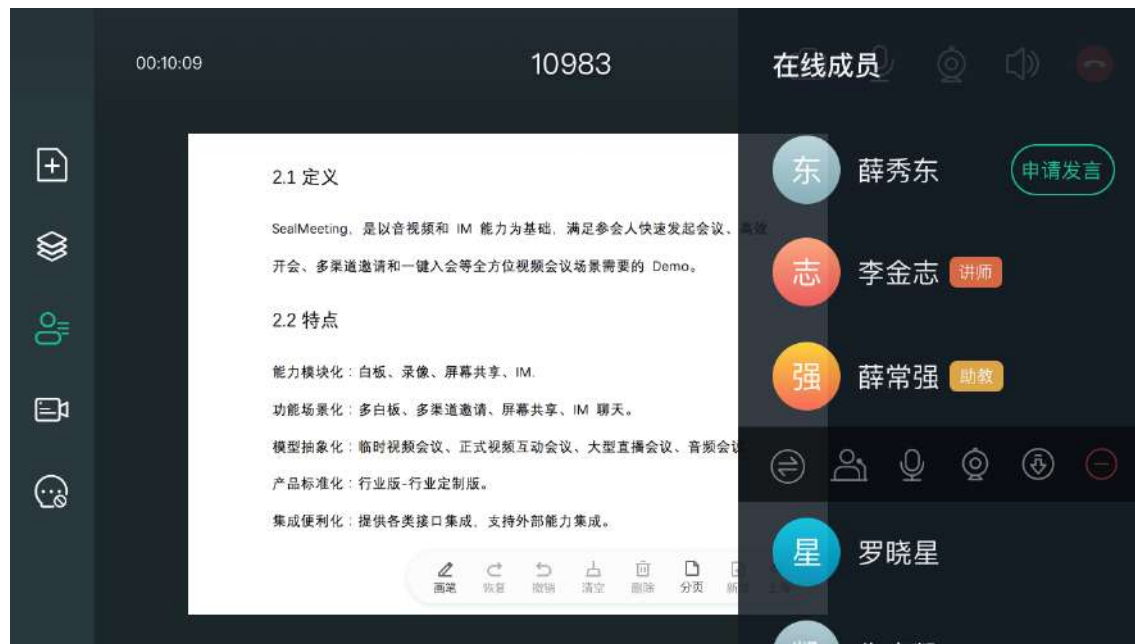 00:10:09
10983
在线成员
2.1 定义
SealMeeting，是以音视频和 IM 能力为基础，满足参会人快速发起会议、高效
开会、多渠道邀请和一键入会等全方位视频会议场景需要的 Demo。
2.2 特点
能力模块化：白板、录像、屏幕共享、IM.
功能场景化：多白板、多渠道邀请、屏幕共享、IM 聊天。
模型抽象化：临时视频会议、正式视频互动会议、大型直播会议、音频会议
产品标准化：行业版-行业定制版。
集成便利化：提供各类接口集成，支持外部能力集成。
画笔 恢复 撤销 清空 删除 分页
东 薛秀东 申请发言
志 李金志 讲师
强 薛常强 助教
星 罗晓星